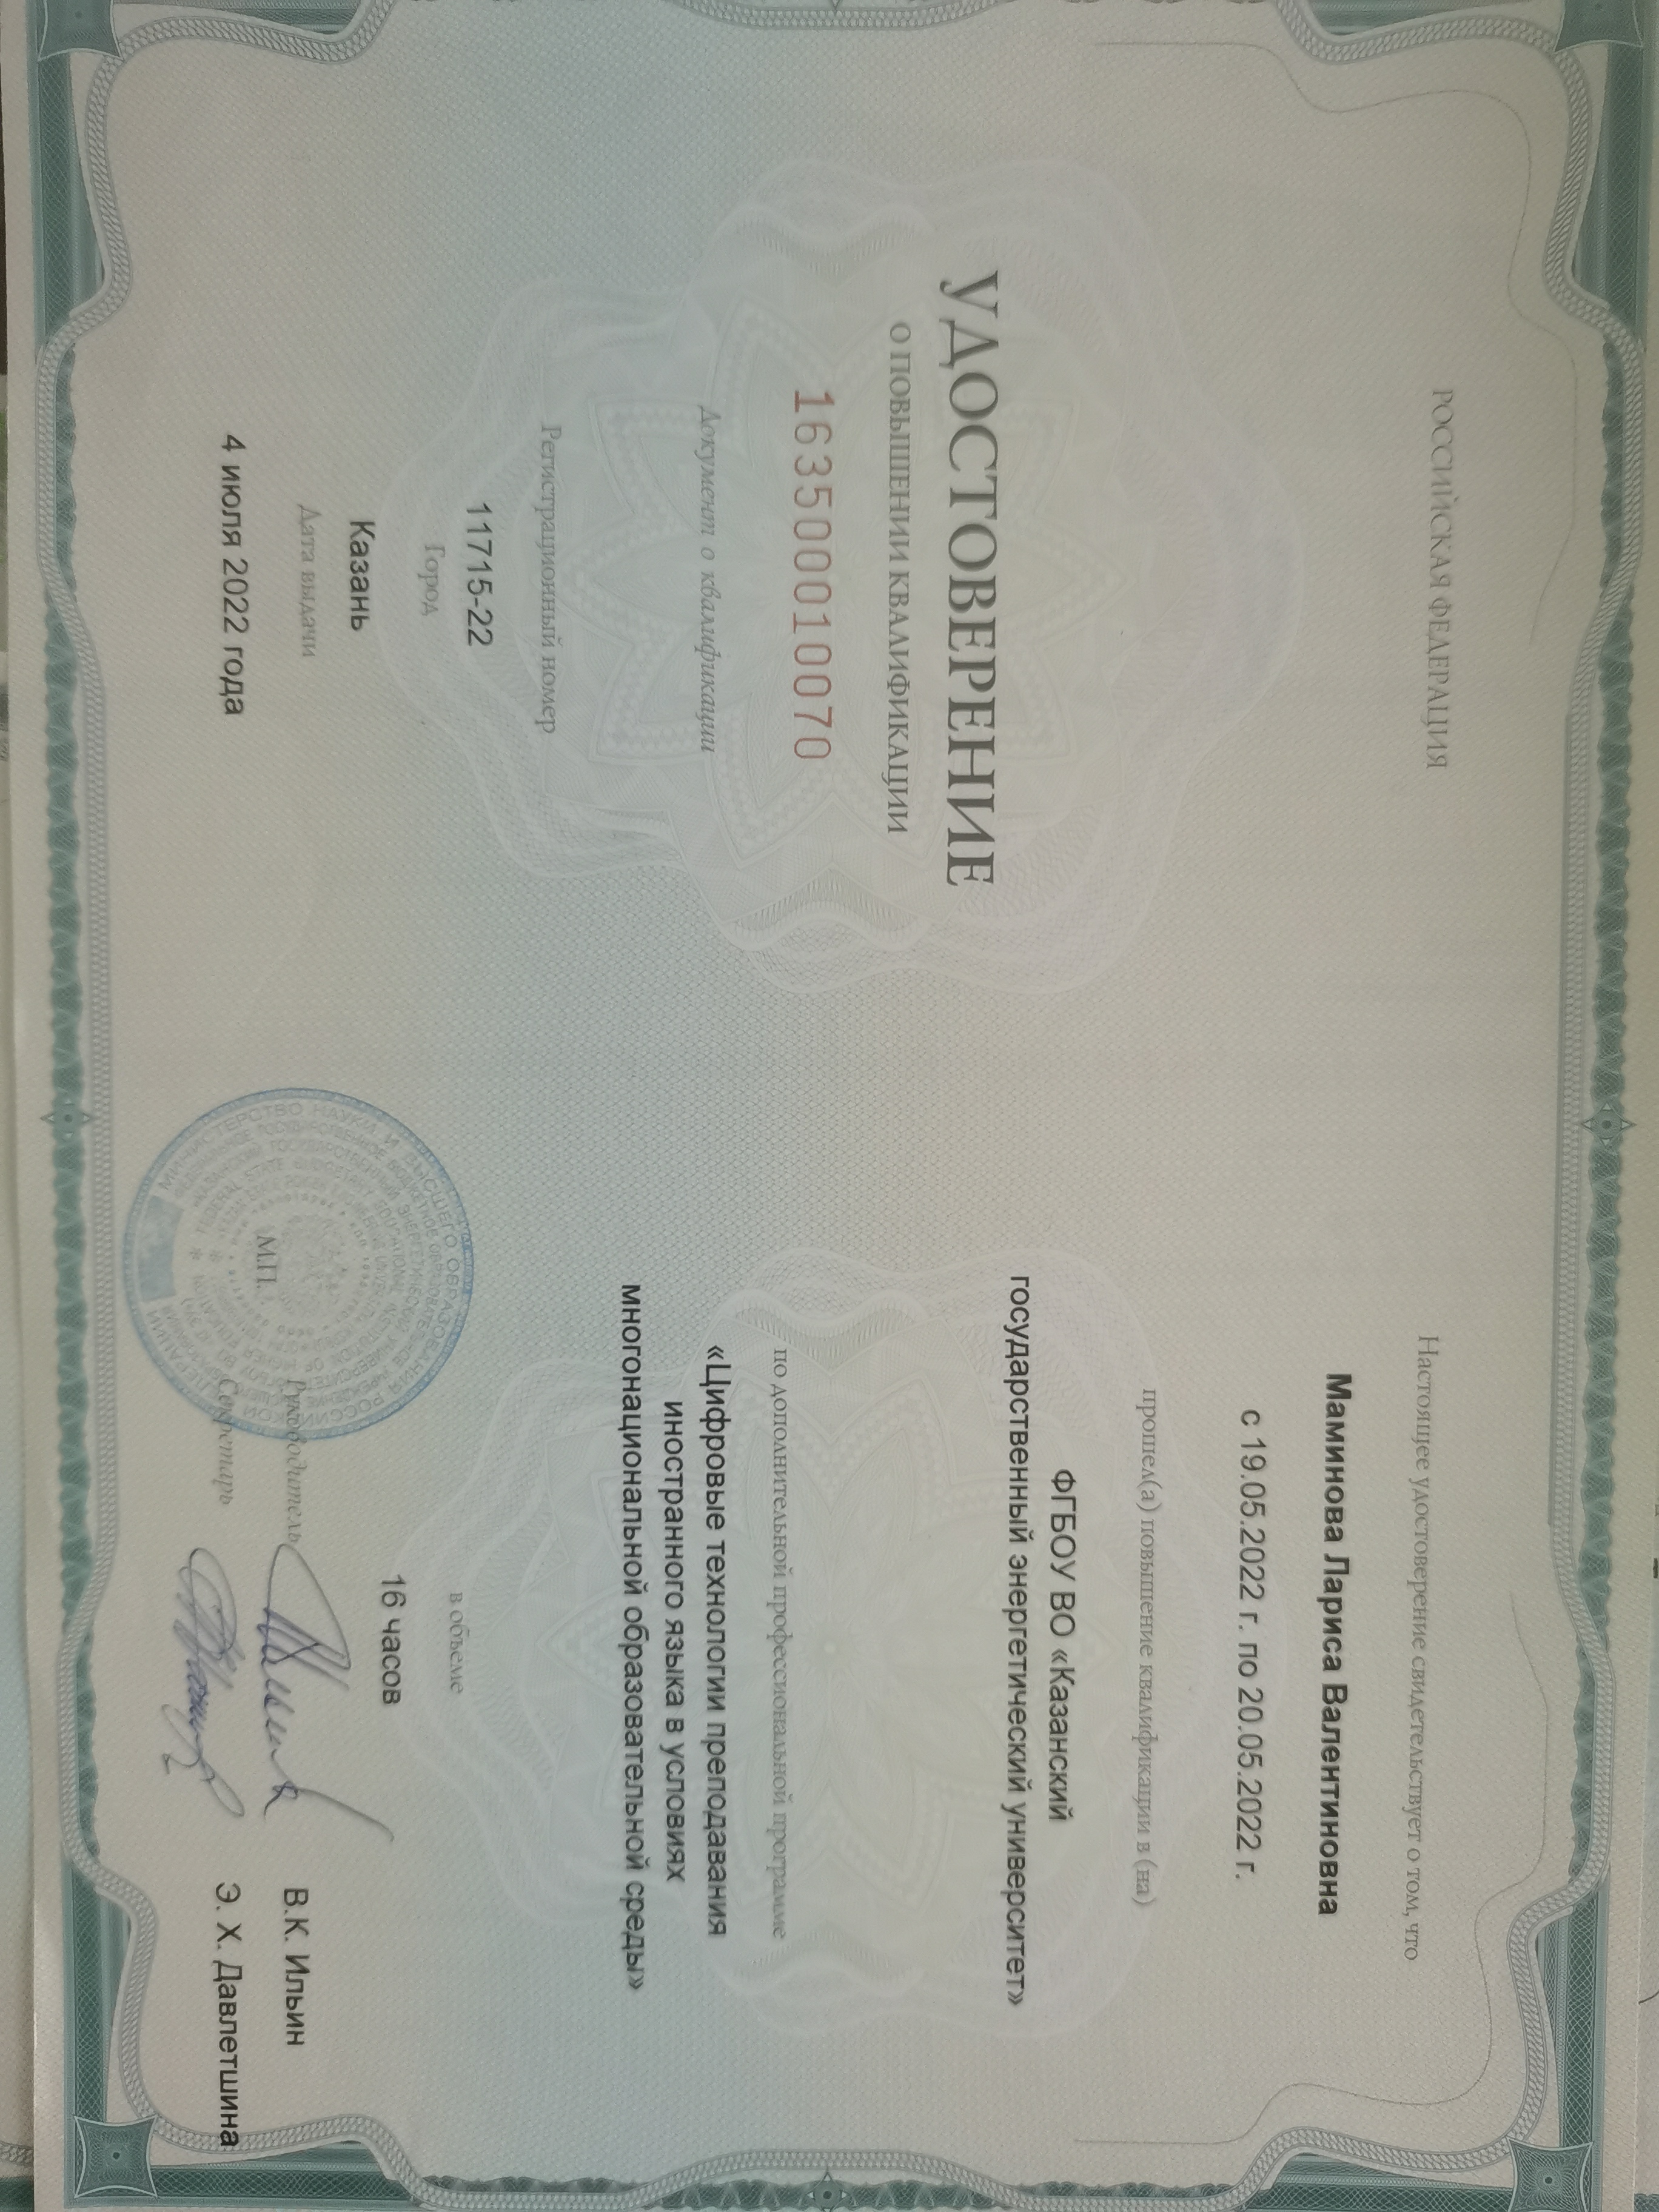 РОССИЙСКАЯ ФЕДЕРАЦИЯ
УДОСТОВЕРЕНИЕ
О ПОВЫШЕНИИ КВАЛИФИКАЦИИ
163500010070
Документ о квалификации
Регистрационный номер
11715-22
Город
Казань
Дата выдачи
4 июля 2022 года
Настоящее удостоверение свидетельствует о том, что
Маминова Лариса Валентиновна
с 19.05.2022 г. по 20.05.2022 г.
прошел(а) повышение квалификации в (на)
ФГБОУ ВО «Казанский
государственный энергетический университет»
по дополнительной профессиональной программе
«Цифровые технологии преподавания
иностранного языка в условиях
многонациональной образовательной среды»
в объеме
16 часов
Руководитель В.К. Ильин
М.П.
Секретарь Э. Х. Давлетшина